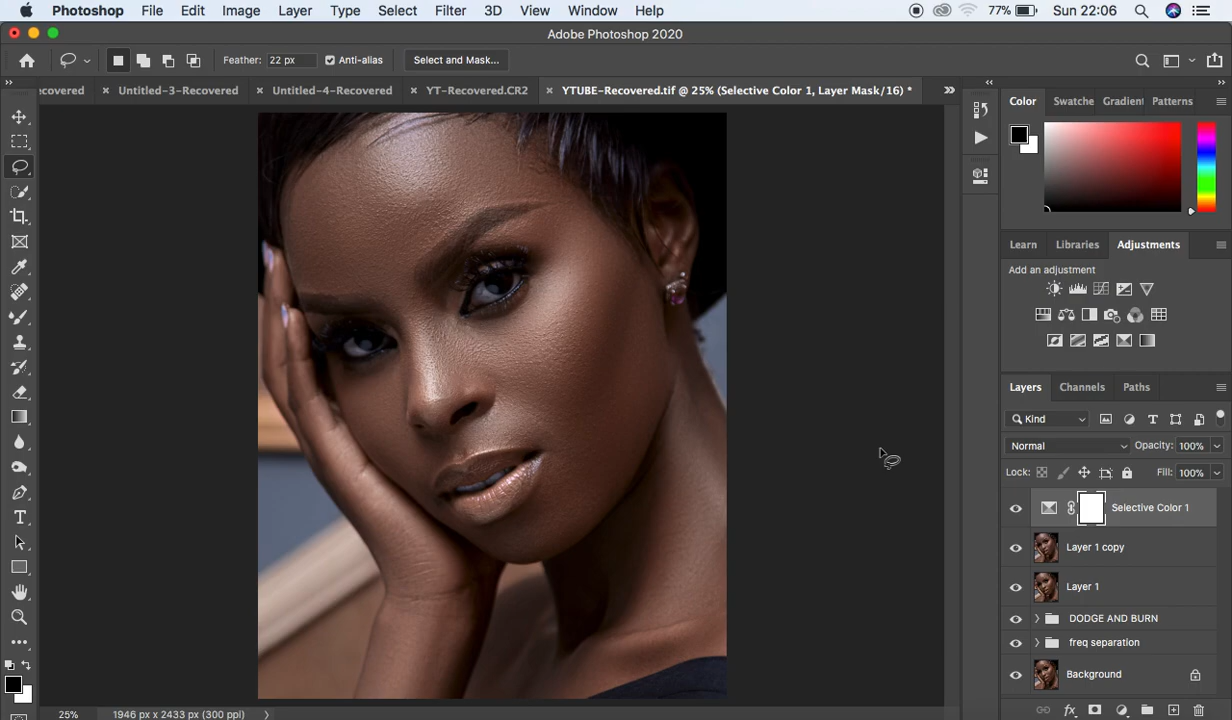 Photoshop File Edit Image Layer Type Select Filter 3D View Window Help 77% Sun 22:06
Adobe Photoshop 2020
Feather: 22 px Anti-alias Select and Mask...
ecovered × Untitled-3-Recovered × Untitled-4-Recovered × YT-Recovered.CR2 × YTUBE-Recovered.tif @ 25% (Selective Color 1, Layer Mask/16) *
Color Swatche Gradien Patterns
Learn Libraries Adjustments
Add an adjustment
Layers Channels Paths
Kind
Normal Opacity: 100%
Lock: Fill: 100%
Selective Color 1
Layer 1 copy
Layer 1
DODGE AND BURN
freq separation
Background
25% 1946 px x 2433 px (300 ppl)